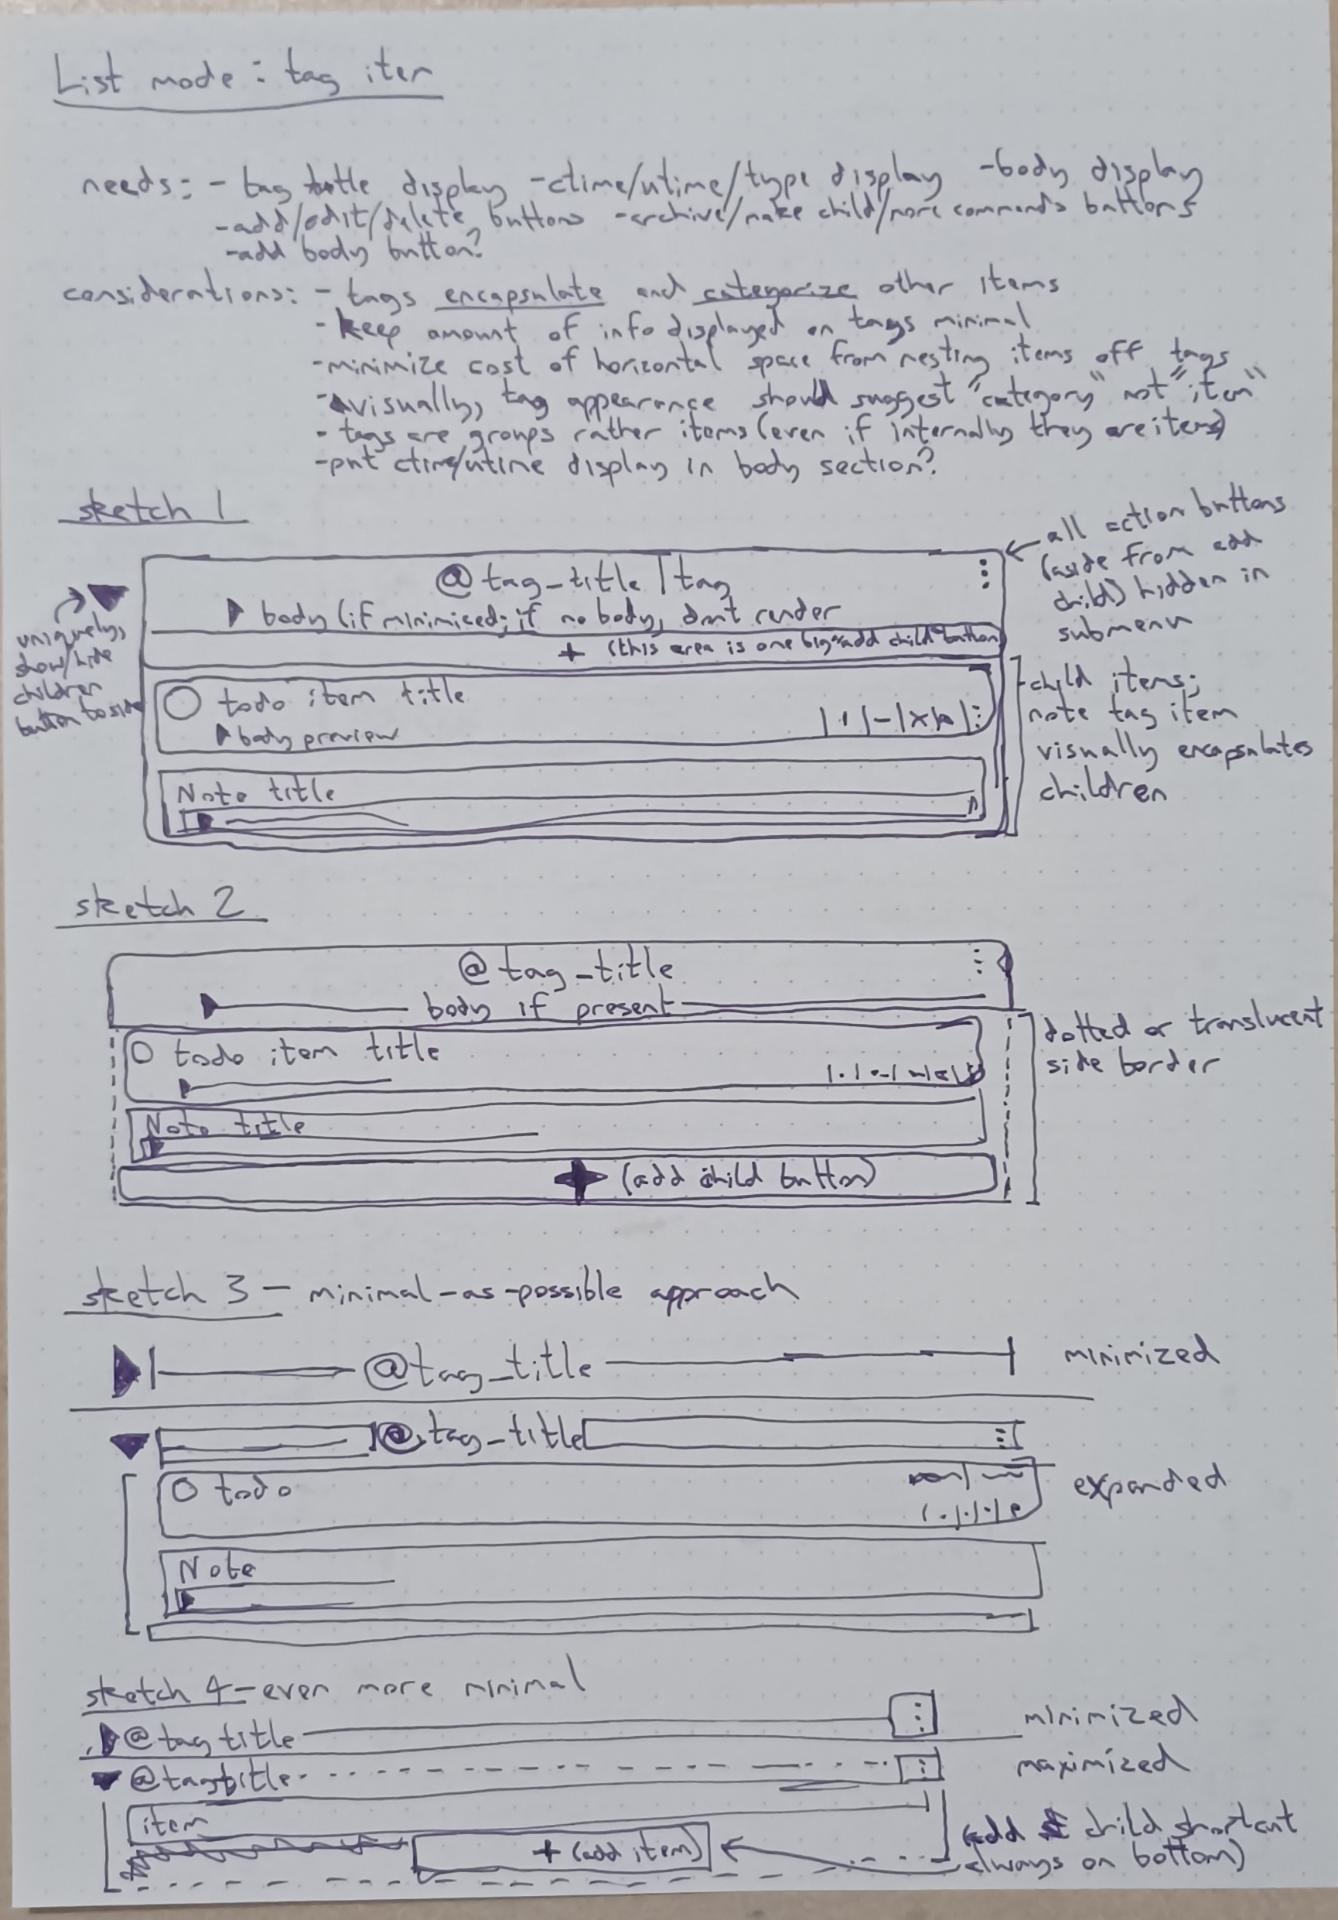 List mode: tag item
needs: - tag title display -ctime/utime/type display -body display
-add/edit/delete buttons -archive/make child/more commands buttons
-add body button?
considerations: - tags encapsulate and categorize other items
- keep amount of info displayed on tags minimal
-minimize cost of horizontal space from nesting items off tags
-visually, tag appearance should suggest "category" not "item"
- tags are groups rather items (even if internally they are items)
-put ctime/utime display in body section?
sketch 1
all action buttons
(aside from add
child) hidden in
submenu
@tag_title | tag
body (if minimized; if no body, dont render
+ (this area is one big "add child" button
uniquely,
show/hide
children
button to side
todo item title
body preview
Note title
child items;
note tag item
visually encapsulates
children
sketch 2
@tag_title
body if present
todo item title
Note title
+ (add child button)
dotted or translucent
side border
sketch 3 - minimal-as-possible approach
@tag_title
minimized
@tag_title
expanded
todo
Note
sketch 4 - even more minimal
@tag title
minimized
@tag title
maximized
item
+ (add item)
(add child shortcut
always on bottom)